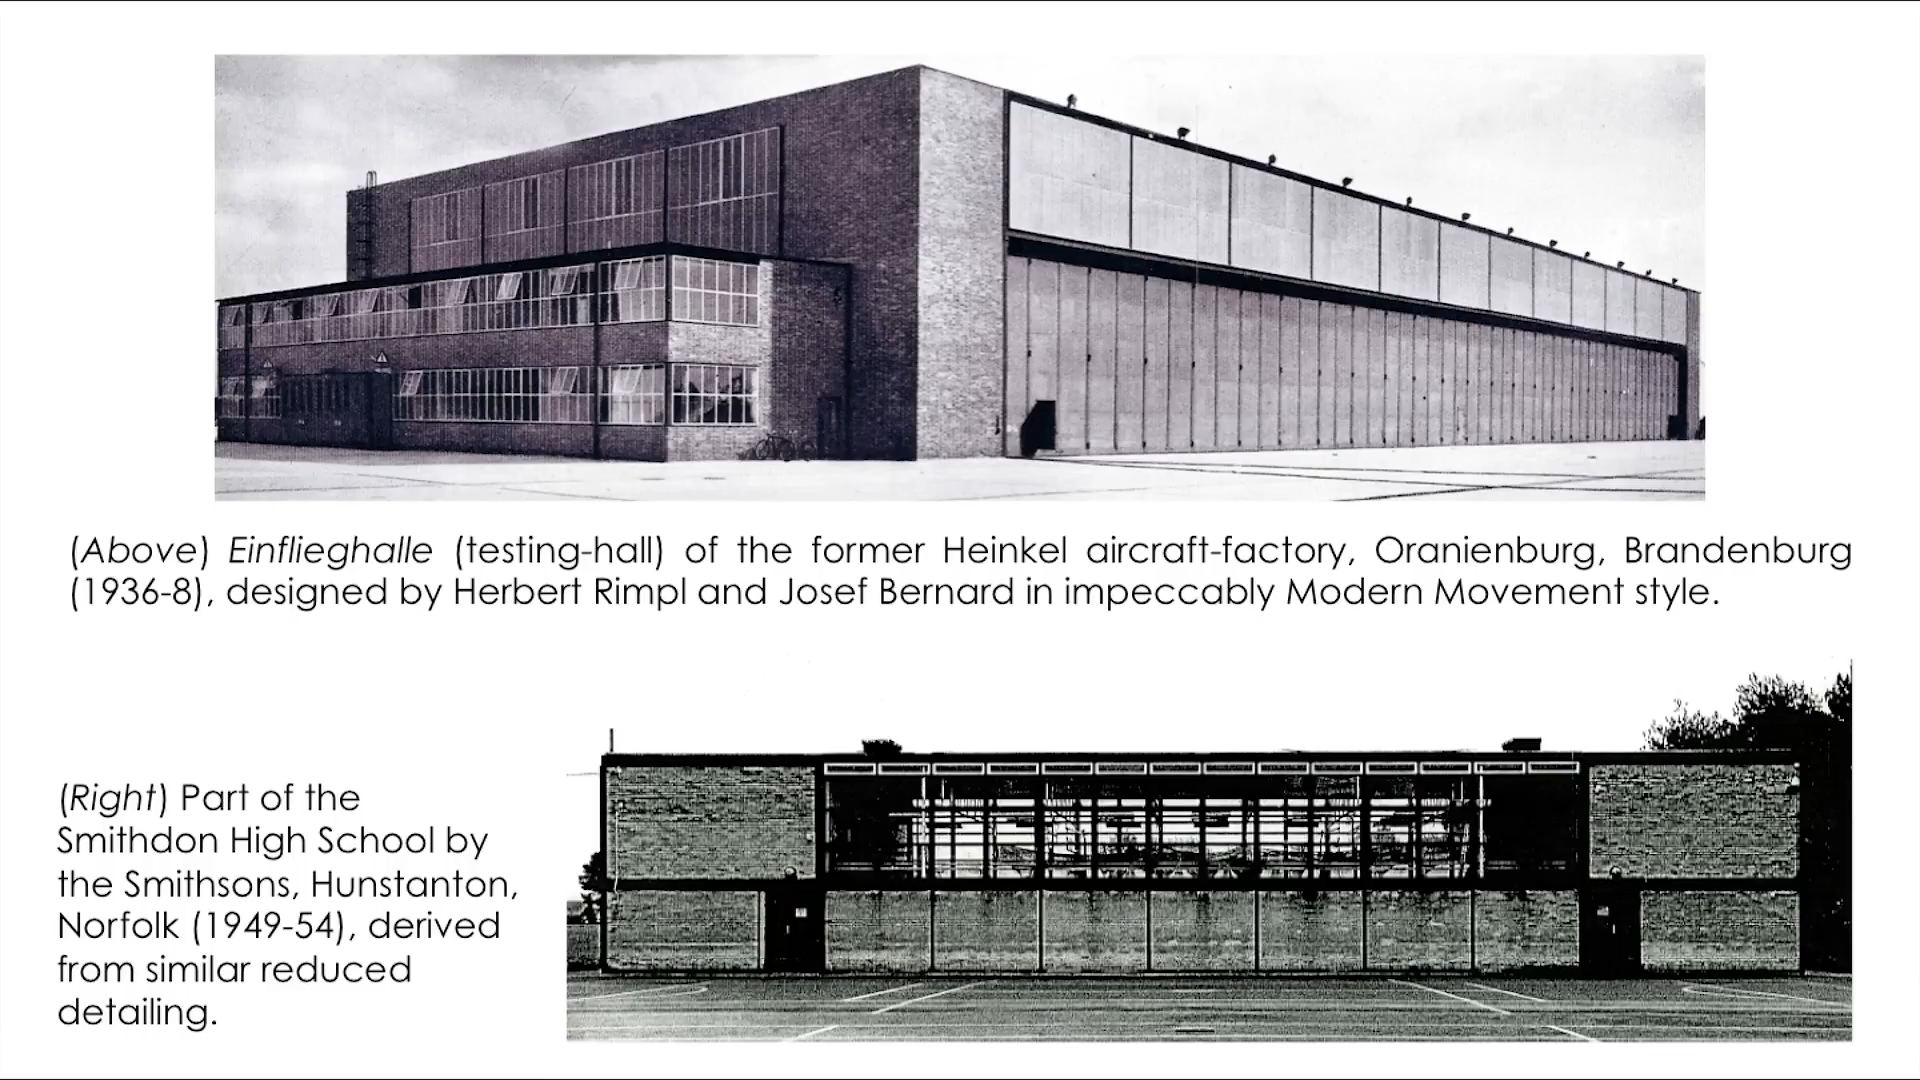 (Above) Einflieghalle (testing-hall) of the former Heinkel aircraft-factory, Oranienburg, Brandenburg
(1936-8), designed by Herbert Rimpl and Josef Bernard in impeccably Modern Movement style.
(Right) Part of the
Smithdon High School by
the Smithsons, Hunstanton,
Norfolk (1949-54), derived
from similar reduced
detailing.